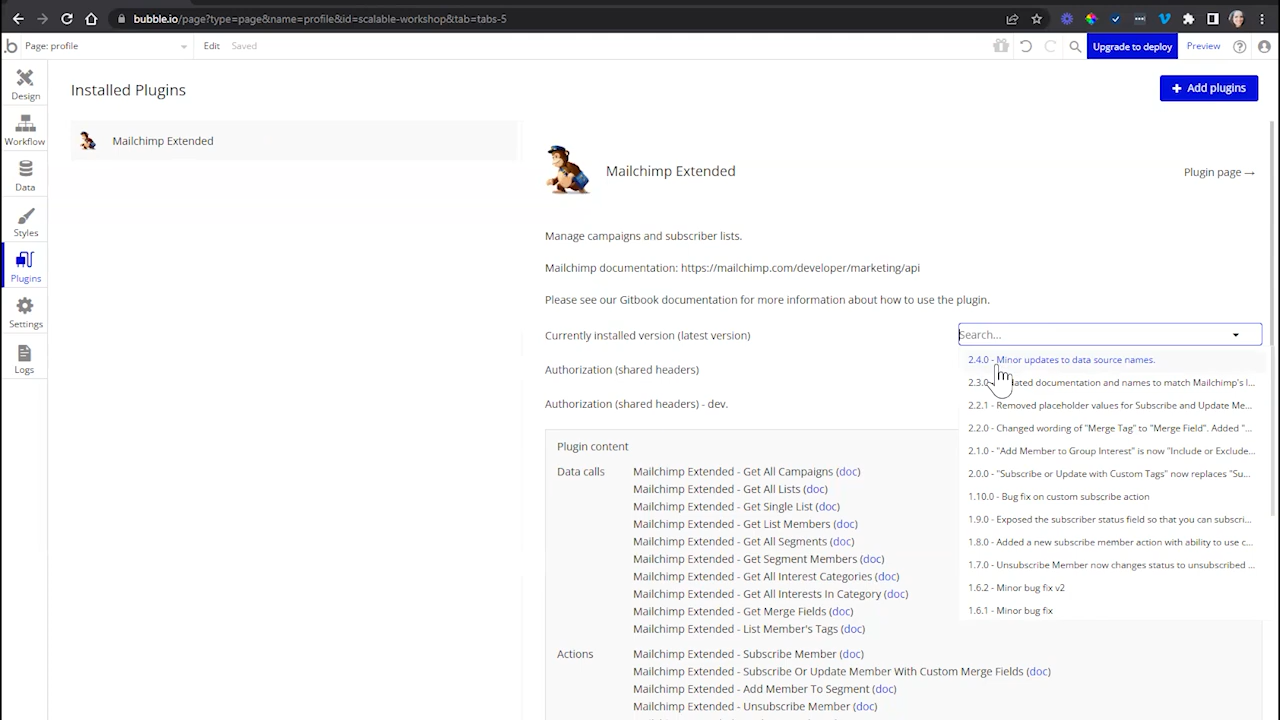 bubble.io/page?type=page&name=profile&id=scalable-workshop&tab=tabs-5
.b Page: profile Edit Saved Upgrade to deploy Preview
Design
Workflow
Data
Styles
Plugins
Settings
Logs
Installed Plugins
+ Add plugins
Mailchimp Extended
Mailchimp Extended
Plugin page →
Manage campaigns and subscriber lists.
Mailchimp documentation: https://mailchimp.com/developer/marketing/api
Please see our Gitbook documentation for more information about how to use the plugin.
Currently installed version (latest version)
Search...
2.4.0 - Minor updates to data source names.
2.3.0 ated documentation and names to match Mailchimp's l...
2.2.1 - Removed placeholder values for Subscribe and Update Me...
2.2.0 - Changed wording of "Merge Tag" to "Merge Field". Added "...
2.1.0 - "Add Member to Group Interest" is now "Include or Exclude...
2.0.0 - "Subscribe or Update with Custom Tags" now replaces "Su...
1.10.0 - Bug fix on custom subscribe action
1.9.0 - Exposed the subscriber status field so that you can subscri...
1.8.0 - Added a new subscribe member action with ability to use c...
1.7.0 - Unsubscribe Member now changes status to unsubscribed ...
1.6.2 - Minor bug fix v2
1.6.1 - Minor bug fix
Authorization (shared headers)
Authorization (shared headers) - dev.
Plugin content
Data calls
Mailchimp Extended - Get All Campaigns (doc)
Mailchimp Extended - Get All Lists (doc)
Mailchimp Extended - Get Single List (doc)
Mailchimp Extended - Get List Members (doc)
Mailchimp Extended - Get All Segments (doc)
Mailchimp Extended - Get Segment Members (doc)
Mailchimp Extended - Get All Interest Categories (doc)
Mailchimp Extended - Get All Interests In Category (doc)
Mailchimp Extended - Get Merge Fields (doc)
Mailchimp Extended - List Member's Tags (doc)
Actions
Mailchimp Extended - Subscribe Member (doc)
Mailchimp Extended - Subscribe Or Update Member With Custom Merge Fields (doc)
Mailchimp Extended - Add Member To Segment (doc)
Mailchimp Extended - Unsubscribe Member (doc)